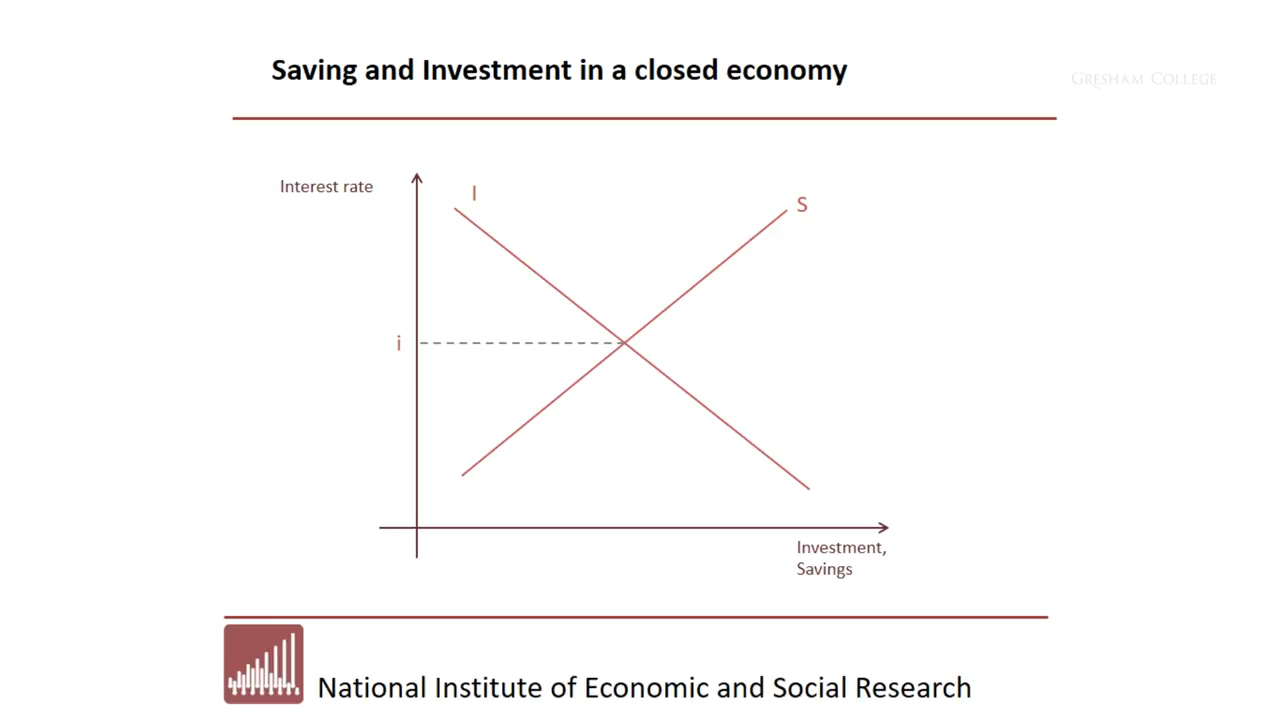 Saving and Investment in a closed economy
GRESHAM COLLEGE
Interest rate
I
S
i
Investment,
Savings
National Institute of Economic and Social Research